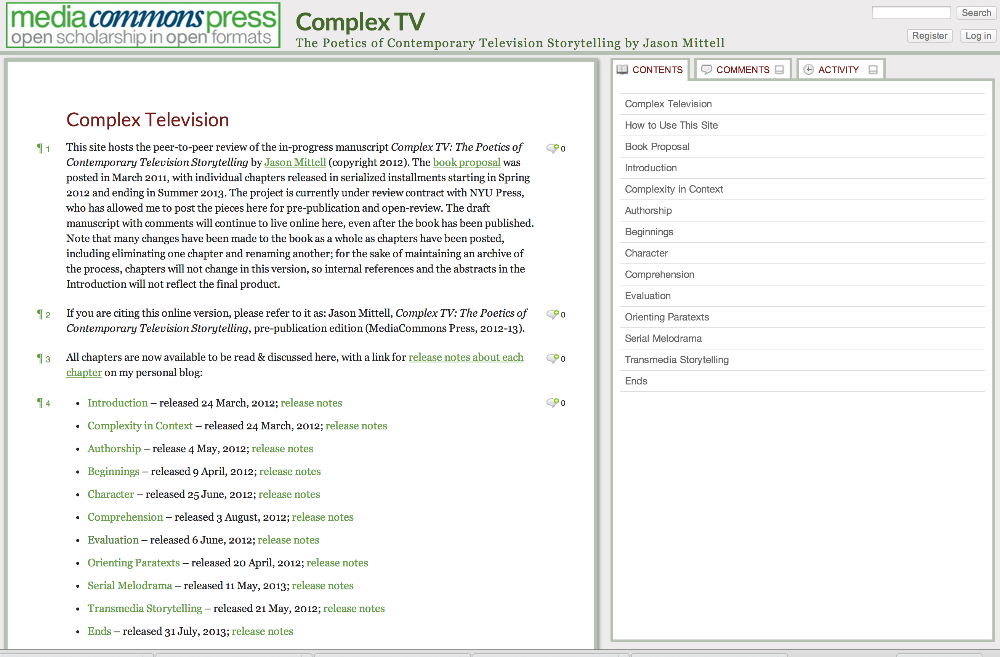 mediacommonspress
open scholarship in open formats
Complex TV
The Poetics of Contemporary Television Storytelling by Jason Mittell
Search
Register
Log in
Complex Television
¶ 1
This site hosts the peer-to-peer review of the in-progress manuscript Complex TV: The Poetics of
Contemporary Television Storytelling by Jason Mittell (copyright 2012). The book proposal was
posted in March 2011, with individual chapters released in serialized installments starting in Spring
2012 and ending in Summer 2013. The project is currently under review contract with NYU Press,
who has allowed me to post the pieces here for pre-publication and open-review. The draft
manuscript with comments will continue to live online here, even after the book has been published.
Note that many changes have been made to the book as a whole as chapters have been posted,
including eliminating one chapter and renaming another; for the sake of maintaining an archive of
the process, chapters will not change in this version, so internal references and the abstracts in the
Introduction will not reflect the final product.
0
¶ 2
If you are citing this online version, please refer to it as: Jason Mittell, Complex TV: The Poetics of
Contemporary Television Storytelling, pre-publication edition (MediaCommons Press, 2012-13).
0
¶ 3
All chapters are now available to be read & discussed here, with a link for release notes about each
chapter on my personal blog:
0
¶ 4
• Introduction – released 24 March, 2012; release notes
0
• Complexity in Context – released 24 March, 2012; release notes
• Authorship – release 4 May, 2012; release notes
• Beginnings – released 9 April, 2012; release notes
• Character – released 25 June, 2012; release notes
• Comprehension – released 3 August, 2012; release notes
• Evaluation – released 6 June, 2012; release notes
• Orienting Paratexts – released 20 April, 2012; release notes
• Serial Melodrama – released 11 May, 2013; release notes
• Transmedia Storytelling – released 21 May, 2012; release notes
• Ends – released 31 July, 2013; release notes
CONTENTS
COMMENTS
ACTIVITY
Complex Television
How to Use This Site
Book Proposal
Introduction
Complexity in Context
Authorship
Beginnings
Character
Comprehension
Evaluation
Orienting Paratexts
Serial Melodrama
Transmedia Storytelling
Ends